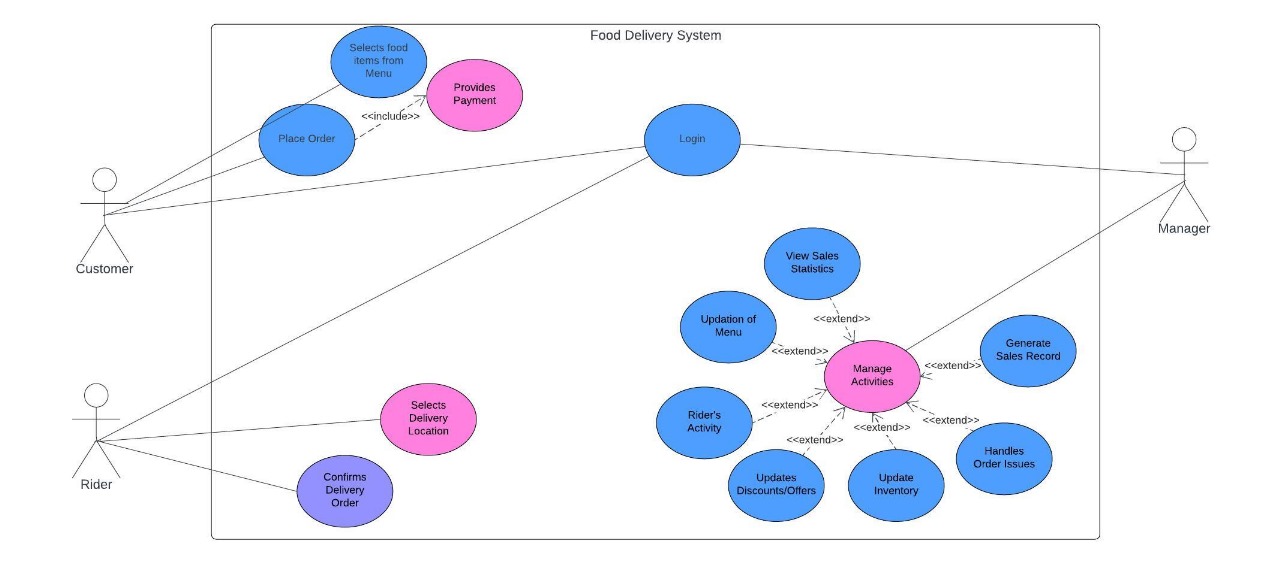 Food Delivery System
Selects food
items from
Menu
Provides
Payment
<<include>>
Place Order
Login
Customer
Manager
View Sales
Statistics
<<extend>>
Updation of
Menu
<<extend>>
Generate
Sales Record
<<extend>>
Manage
Activities
Rider's
Activity
<<extend>>
Updates
Discounts/Offers
<<extend>>
Update
Inventory
<<extend>>
Handles
Order Issues
<<extend>>
Selects
Delivery
Location
Confirms
Delivery
Order
Rider